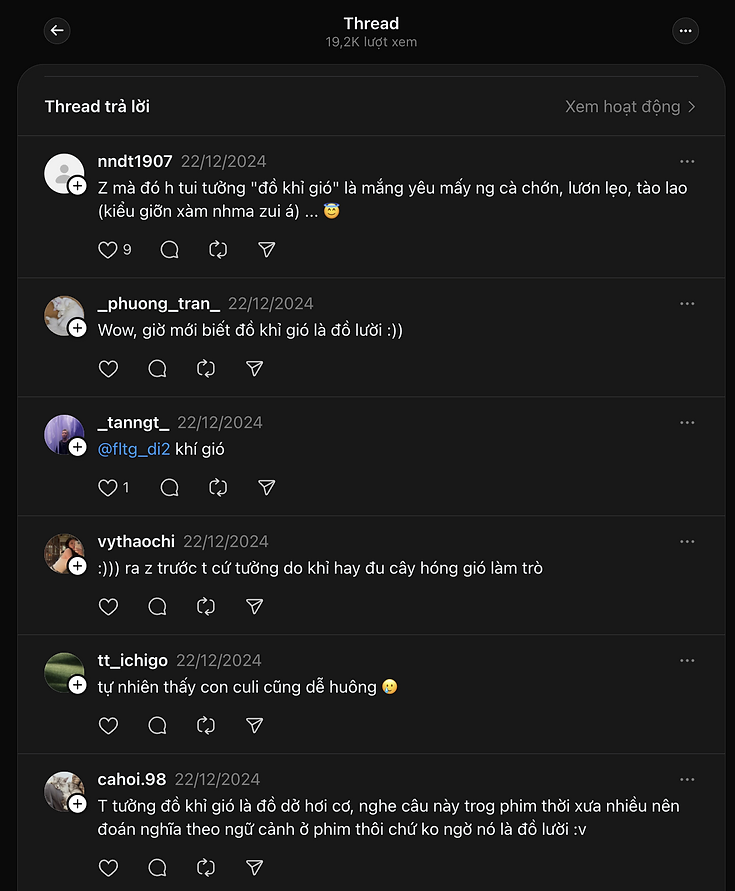 Thread
19,2K lượt xem
Thread trả lời
Xem hoạt động
nndt1907 22/12/2024
Z mà đó h tui tưởng "đồ khỉ gió" là mắng yêu mấy ng cà chớn, lươn lẹo, tào lao
(kiểu giỡn xàm nhma zui á) ... 😇
9
_phuong_tran_ 22/12/2024
Wow, giờ mới biết đồ khỉ gió là đồ lười :))
_tanngt_ 22/12/2024
@fltg_di2 khí gió
1
vythaochi 22/12/2024
:))) ra z trước t cứ tưởng do khỉ hay đu cây hóng gió làm trò
tt_ichigo 22/12/2024
tự nhiên thấy con culi cũng dễ huông 🥲
cahoi.98 22/12/2024
T tưởng đồ khỉ gió là đồ dở hơi cơ, nghe câu này trog phim thời xưa nhiều nên
đoán nghĩa theo ngữ cảnh ở phim thôi chứ ko ngờ nó là đồ lười :v